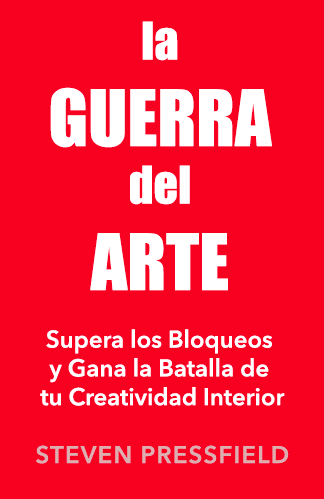 la
GUERRA
del
ARTE
Supera los Bloqueos
y Gana la Batalla de
tu Creatividad Interior
STEVEN PRESSFIELD